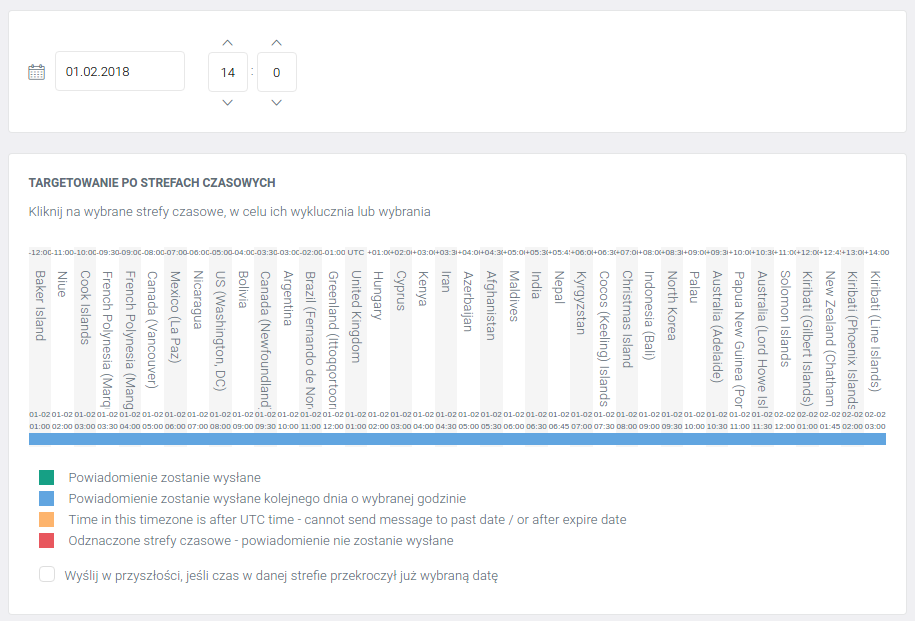 01.02.2018
14 : 0
TARGETOWANIE PO STREFACH CZASOWYCH
Kliknij na wybrane strefy czasowe, w celu ich wyklucznia lub wybrania
-12:00 -11:00 -10:00 -09:30 -09:00 -08:00 -07:00 -06:00 -05:00 -04:00 -03:30 -03:00 -02:00 -01:00 UTC +01:00 +02:00 +03:00 +03:30 +04:00 +04:30 +05:00 +05:30 +05:45 +06:00 +06:30 +07:00 +08:00 +08:30 +09:00 +09:30 +10:00 +10:30 +11:00 +12:00 +12:45 +13:00 +14:00
Baker Island
Niue
Cook Islands
French Polynesia (Marq
French Polynesia (Mang
Canada (Vancouver)
Mexico (La Paz)
Nicaragua
US (Washington, DC)
Bolivia
Canada (Newfoundland)
Argentina
Brazil (Fernando de Nor
Greenland (Ittoqqortoori
United Kingdom
Hungary
Cyprus
Kenya
Iran
Azerbaijan
Afghanistan
Maldives
India
Nepal
Kyrgyzstan
Cocos (Keeling) Islands
Christmas Island
Indonesia (Bali)
North Korea
Palau
Australia (Adelaide)
Papua New Guinea (Por
Australia (Lord Howe Isl
Solomon Islands
Kiribati (Gilbert Islands)
New Zealand (Chatham
Kiribati (Phoenix Islands
Kiribati (Line Islands)
01-02 01-02 01-02 01-02 01-02 01-02 01-02 01-02 01-02 01-02 01-02 01-02 01-02 01-02 01-02 01-02 01-02 01-02 01-02 01-02 01-02 01-02 01-02 01-02 01-02 01-02 01-02 01-02 01-02 01-02 01-02 01-02 01-02 01-02 02-02 02-02 02-02 02-02
01:00 02:00 03:00 03:30 04:00 05:00 06:00 07:00 08:00 09:00 09:30 10:00 11:00 12:00 01:00 02:00 03:00 04:00 04:30 05:00 05:30 06:00 06:30 06:45 07:00 07:30 08:00 09:00 09:30 10:00 10:30 11:00 11:30 12:00 01:00 01:45 02:00 03:00
Powiadomienie zostanie wysłane
Powiadomienie zostanie wysłane kolejnego dnia o wybranej godzinie
Time in this timezone is after UTC time - cannot send message to past date / or after expire date
Odznaczone strefy czasowe - powiadomienie nie zostanie wysłane
Wyślij w przyszłości, jeśli czas w danej strefie przekroczył już wybraną datę